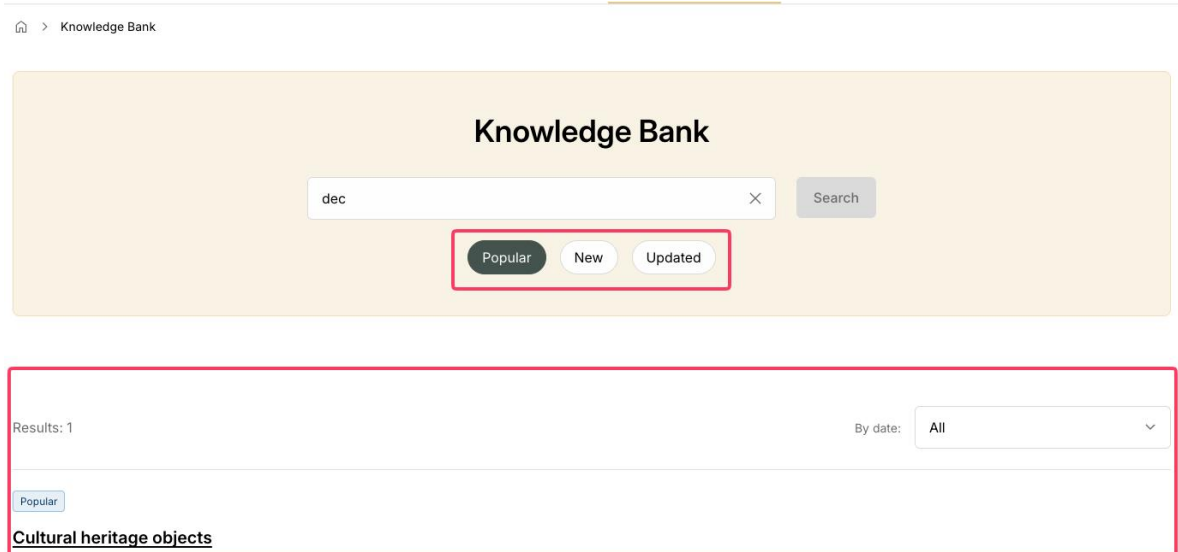 Knowledge Bank
Knowledge Bank
dec
Search
Popular
New
Updated
Results: 1
By date:
All
Popular
Cultural heritage objects